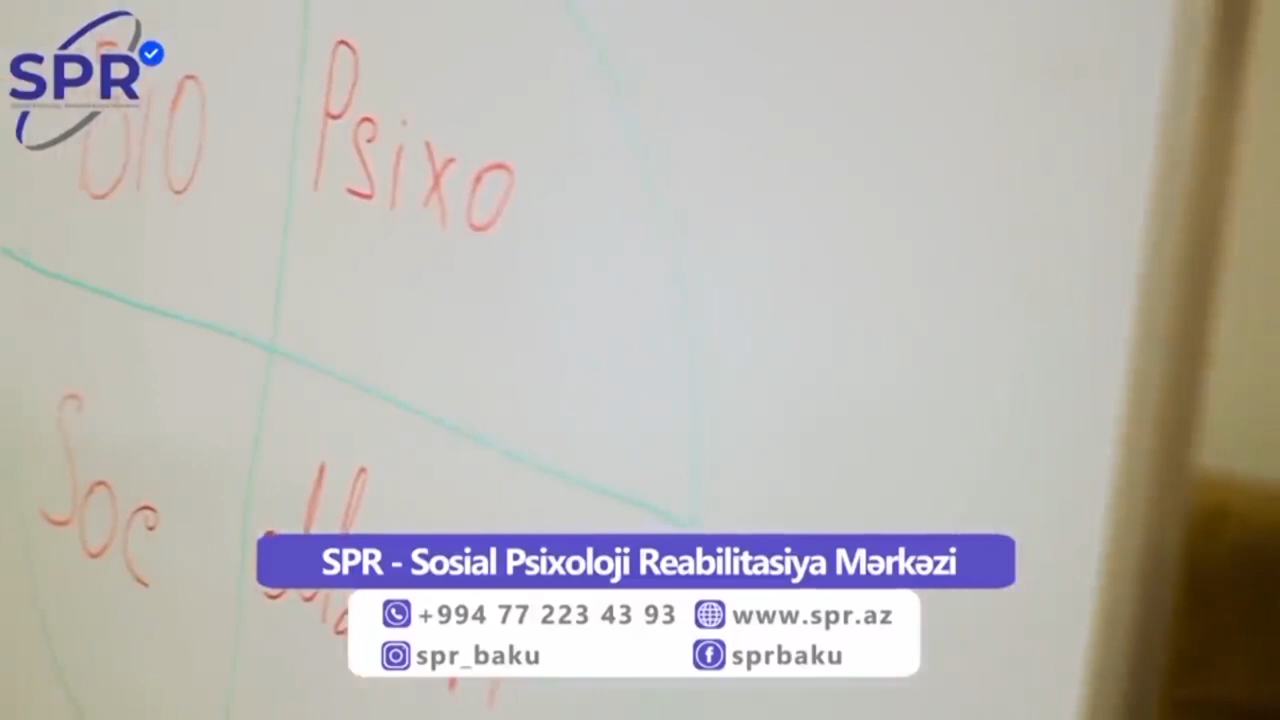 SPR
Bio
Psixo
Soc
SPR - Sosial Psixoloji Reabilitasiya Mərkəzi
+994 77 223 43 93
www.spr.az
spr_baku
sprbaku